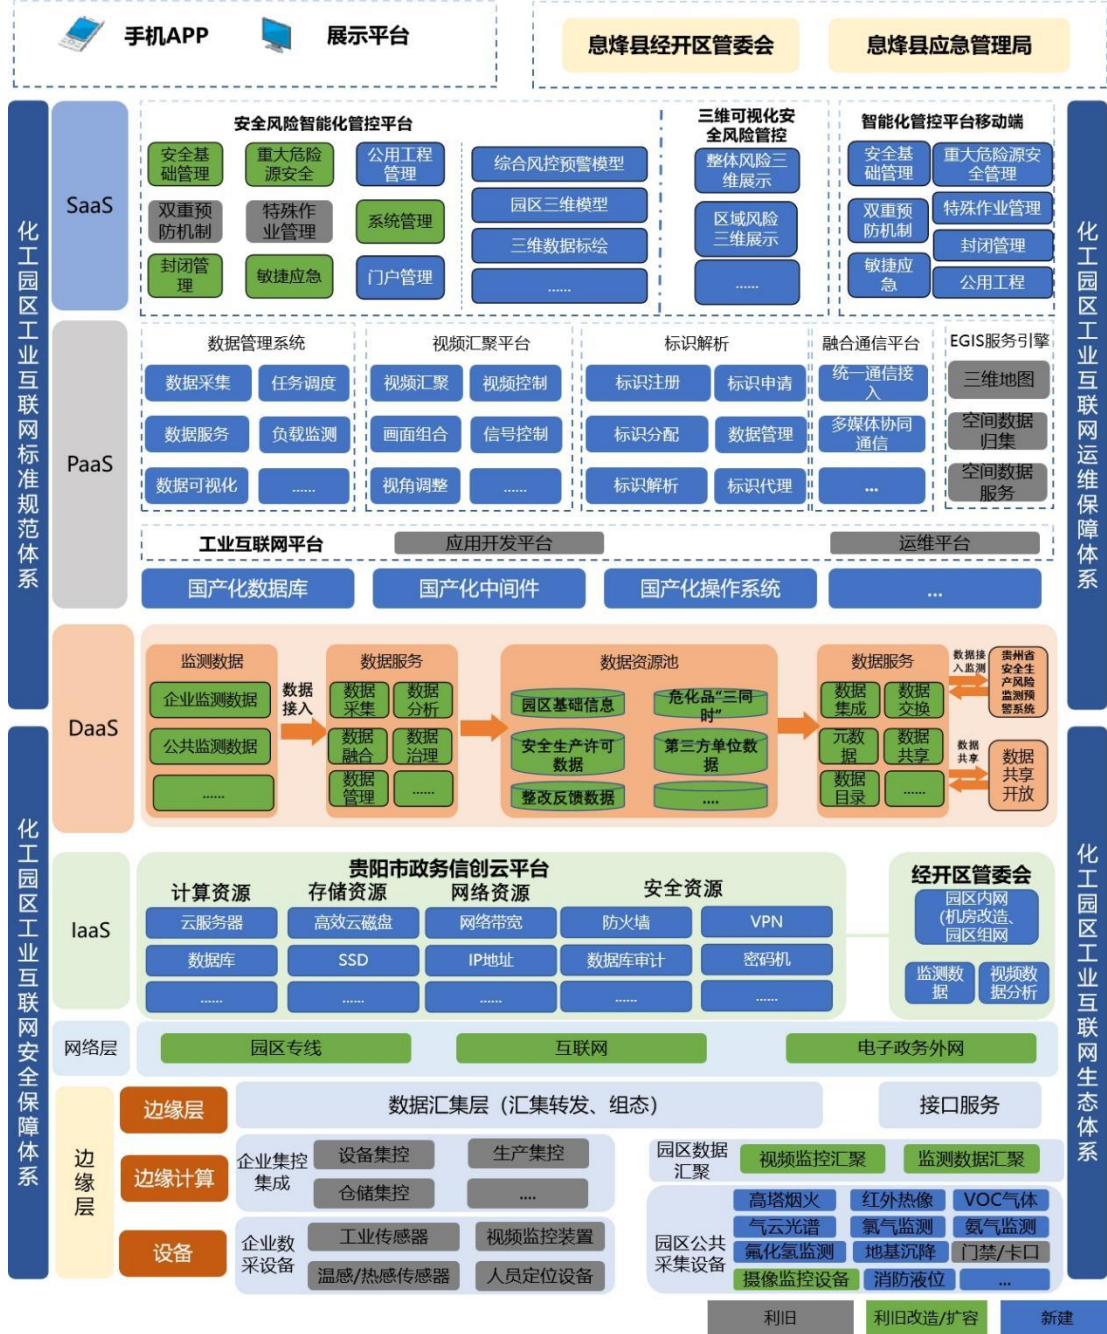 手机APP
展示平台
息烽县经开区管委会
息烽县应急管理局
化工园区工业互联网标准规范体系
化工园区工业互联网安全保障体系
化工园区工业互联网运维保障体系
化工园区工业互联网生态体系
SaaS
安全风险智能化管控平台
安全基
础管理
重大危险
源安全
公用工程
管理
双重预
防机制
特殊作
业管理
系统管理
封闭管
理
敏捷应急
门户管理
综合风控预警模型
园区三维模型
三维数据标绘
......
三维可视化安
全风险管控
整体风险三
维展示
区域风险
三维展示
......
智能化管控平台移动端
安全基
础管理
重大危险源安
全管理
双重预
防机制
特殊作业管理
封闭管理
敏捷应
急
公用工程
PaaS
数据管理系统
数据采集
任务调度
数据服务
负载监测
数据可视化
......
视频汇聚平台
视频汇聚
视频控制
画面组合
信号控制
视角调整
......
标识解析
标识注册
标识申请
标识分配
数据管理
标识解析
标识代理
融合通信平台
统一通信接
入
多媒体协同
通信
...
EGIS服务引擎
三维地图
空间数据
归集
空间数据
服务
工业互联网平台
应用开发平台
运维平台
国产化数据库
国产化中间件
国产化操作系统
...
DaaS
监测数据
企业监测数据
公共监测数据
......
数据
接入
数据服务
数据
采集
数据
分析
数据
融合
数据
治理
数据
管理
......
数据资源池
园区基础信息
危化品“三同
时”
安全生产许可
数据
第三方单位数
据
整改反馈数据
....
数据服务
数据
集成
数据
交换
元数
据
数据
共享
数据
目录
......
数据接
入监测
贵州省
安全生
产风险
监测预
警系统
数据
共享
数据
共享
开放
IaaS
贵阳市政务信创云平台
计算资源
存储资源
网络资源
安全资源
云服务器
高效云磁盘
网络带宽
防火墙
VPN
数据库
SSD
IP地址
数据库审计
密码机
......
......
......
......
......
经开区管委会
园区内网
(机房改造、
园区组网
监测数
据
视频数
据分析
网络层
园区专线
互联网
电子政务外网
边缘层
边缘层
数据汇集层（汇集转发、组态）
接口服务
边缘计算
企业集控
集成
设备集控
生产集控
仓储集控
....
园区数据
汇聚
视频监控汇聚
监测数据汇聚
设备
企业数
采设备
工业传感器
视频监控装置
温感/热感传感器
人员定位设备
园区公共
采集设备
高塔烟火
红外热像
VOC气体
气云光谱
氯气监测
氨气监测
氟化氢监测
地基沉降
门禁/卡口
摄像监控设备
消防液位
...
利旧
利旧改造/扩容
新建